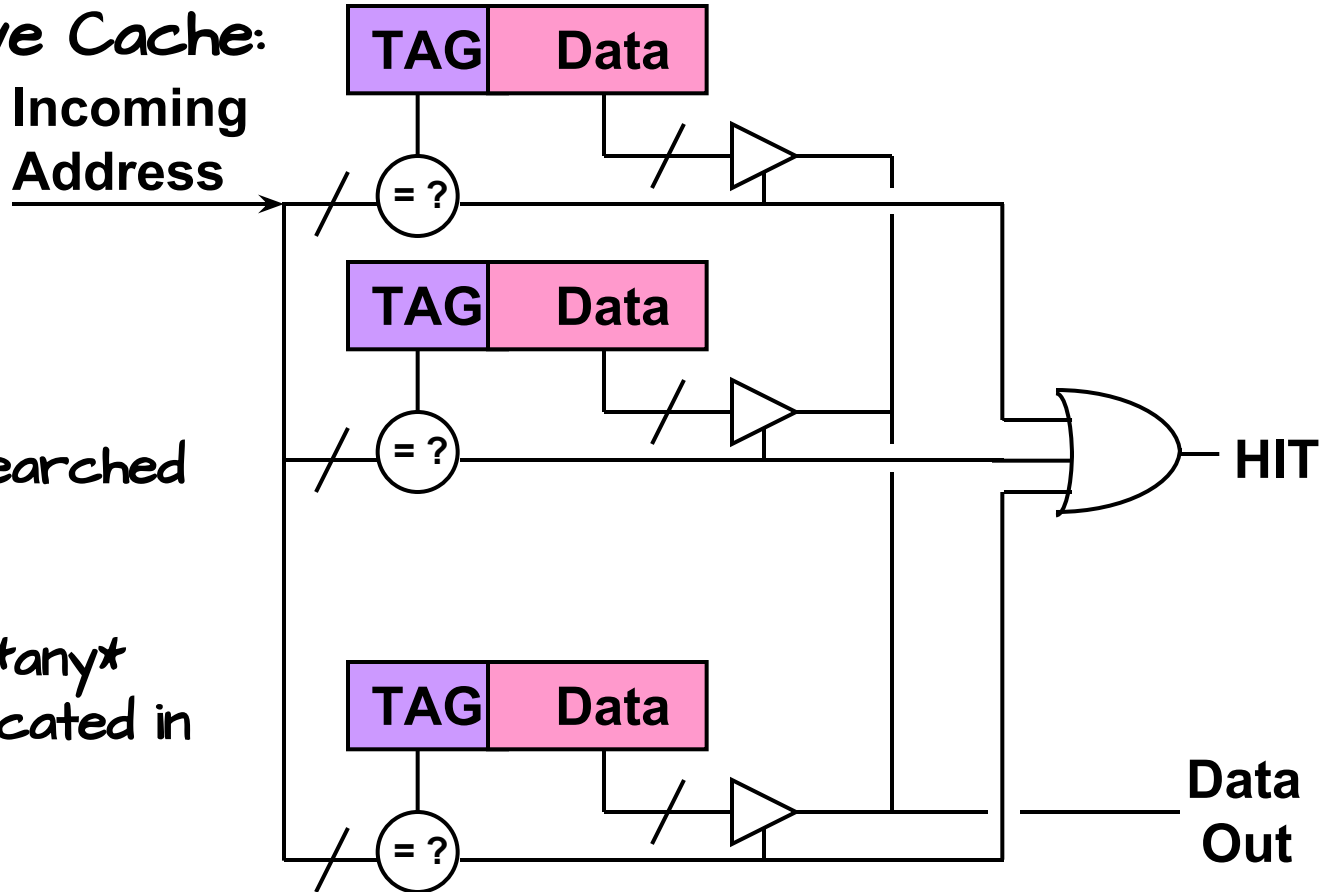 ve Cache:
Incoming
Address
TAG Data
= ?
TAG Data
= ?
earched
HIT
*any*
cated in
TAG Data
= ?
Data
Out